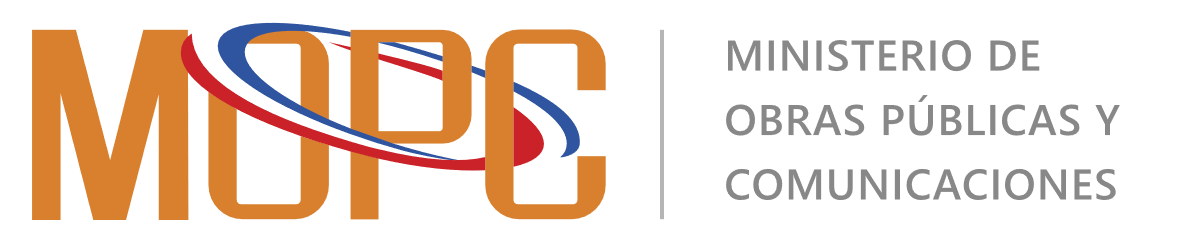 MOPC
MINISTERIO DE
OBRAS PÚBLICAS Y
COMUNICACIONES